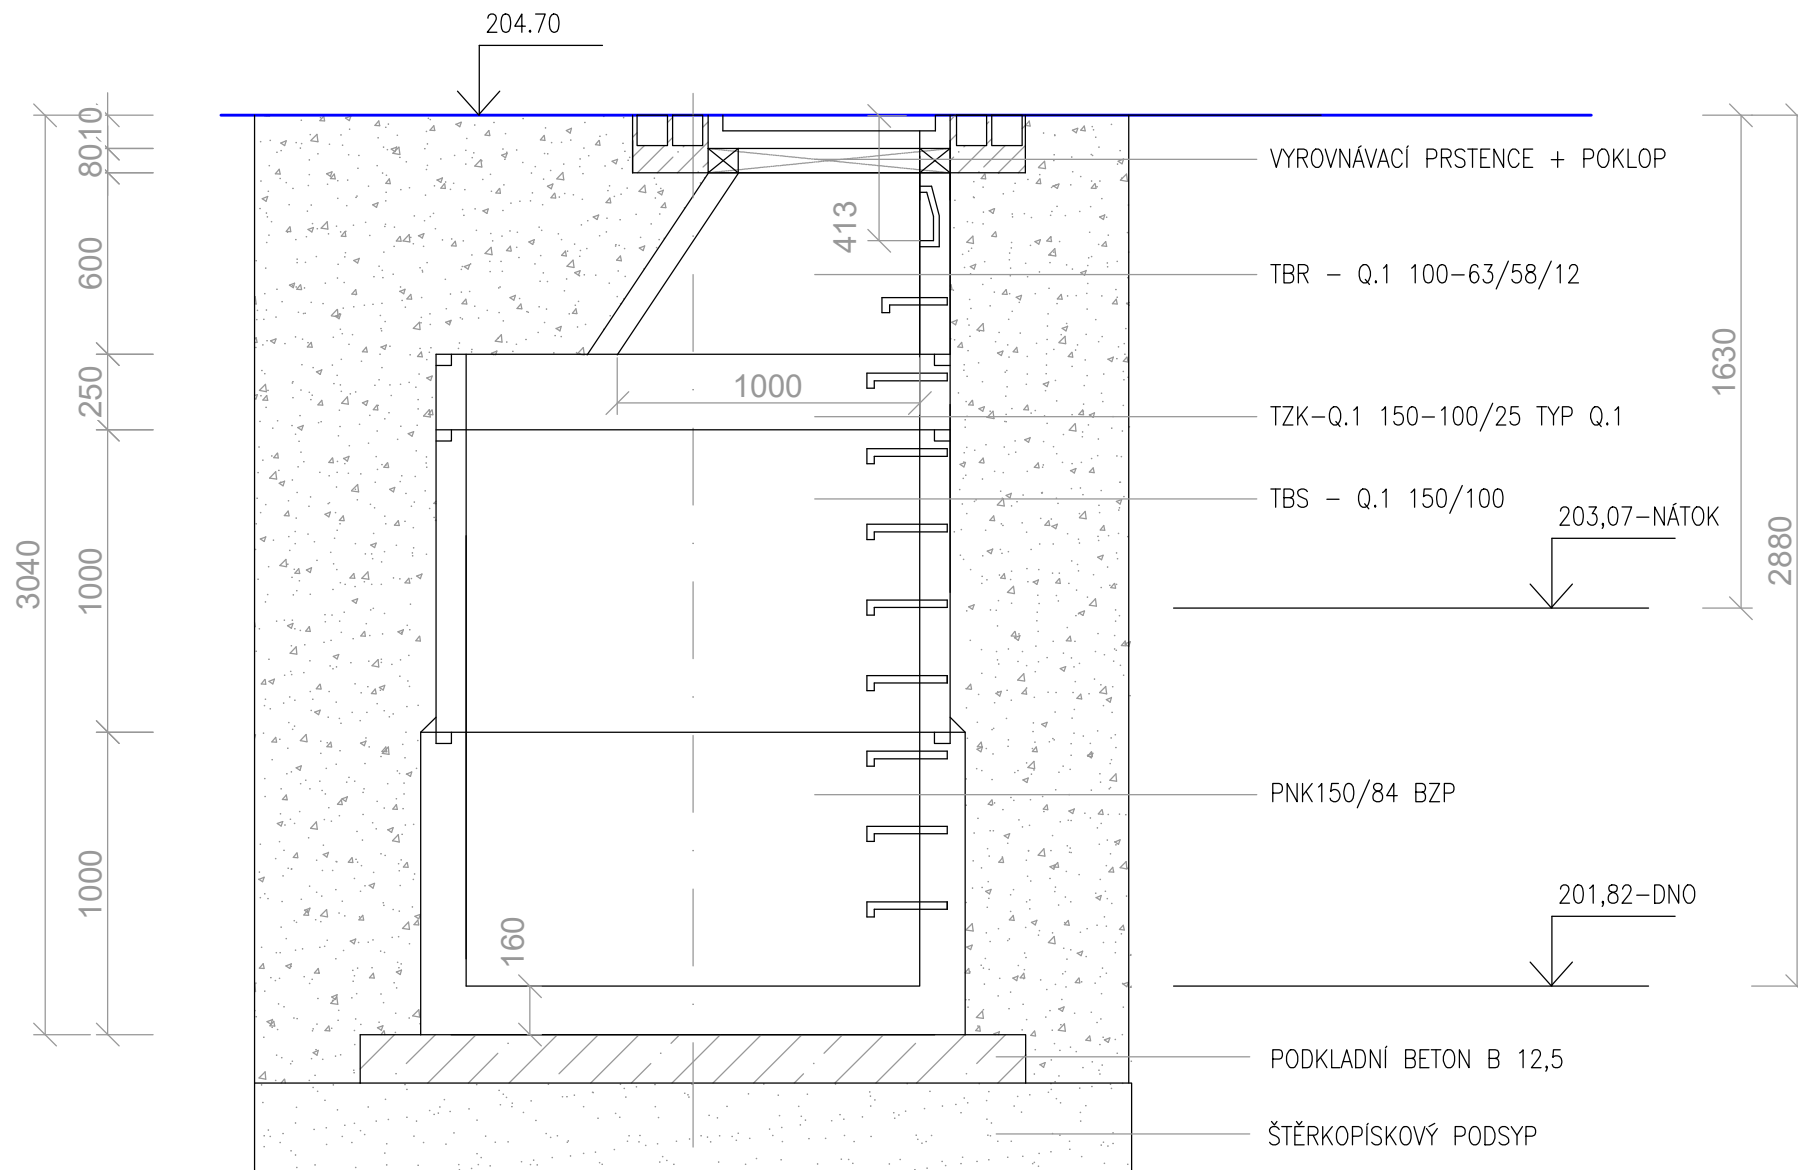 204.70
110
80
600
250
1000
1000
3040
413
1000
160
VYROVNÁVACÍ PRSTENCE + POKLOP
TBR - Q.1 100-63/58/12
TZK-Q.1 150-100/25 TYP Q.1
TBS - Q.1 150/100
203,07-NÁTOK
PNK150/84 BZP
201,82-DNO
PODKLADNÍ BETON B 12,5
ŠTĚRKOPÍSKOVÝ PODSYP
1630
2880